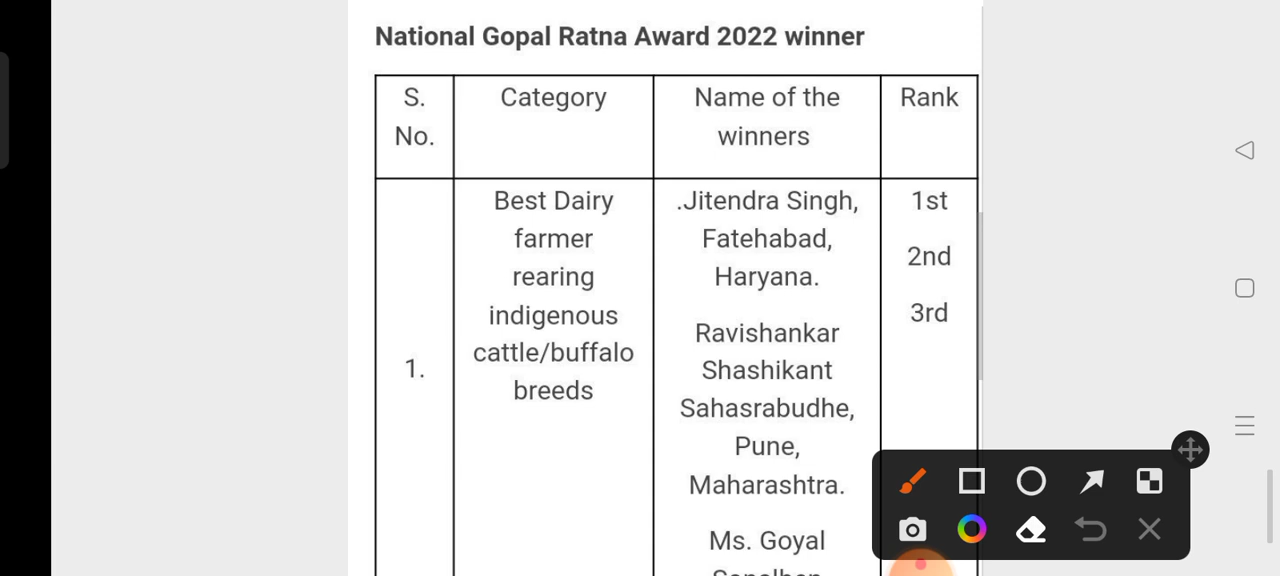 National Gopal Ratna Award 2022 winner
S.
No.
Category
Name of the
winners
Rank
1.
Best Dairy
farmer
rearing
indigenous
cattle/buffalo
breeds
.Jitendra Singh,
Fatehabad,
Haryana.
Ravishankar
Shashikant
Sahasrabudhe,
Pune,
Maharashtra.
Ms. Goyal
1st
2nd
3rd